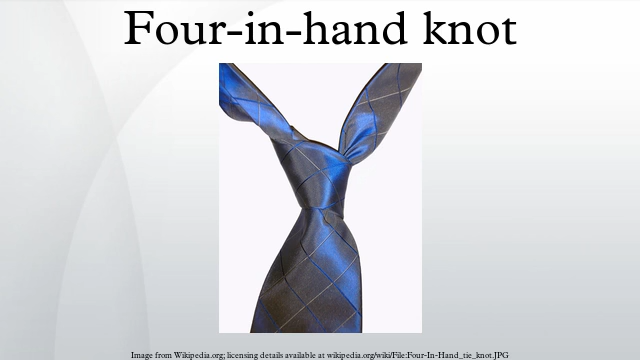 Four-in-hand knot
Image from Wikipedia.org; licensing details available at wikipedia.org/wiki/File:Four-In-Hand_tie_knot.JPG